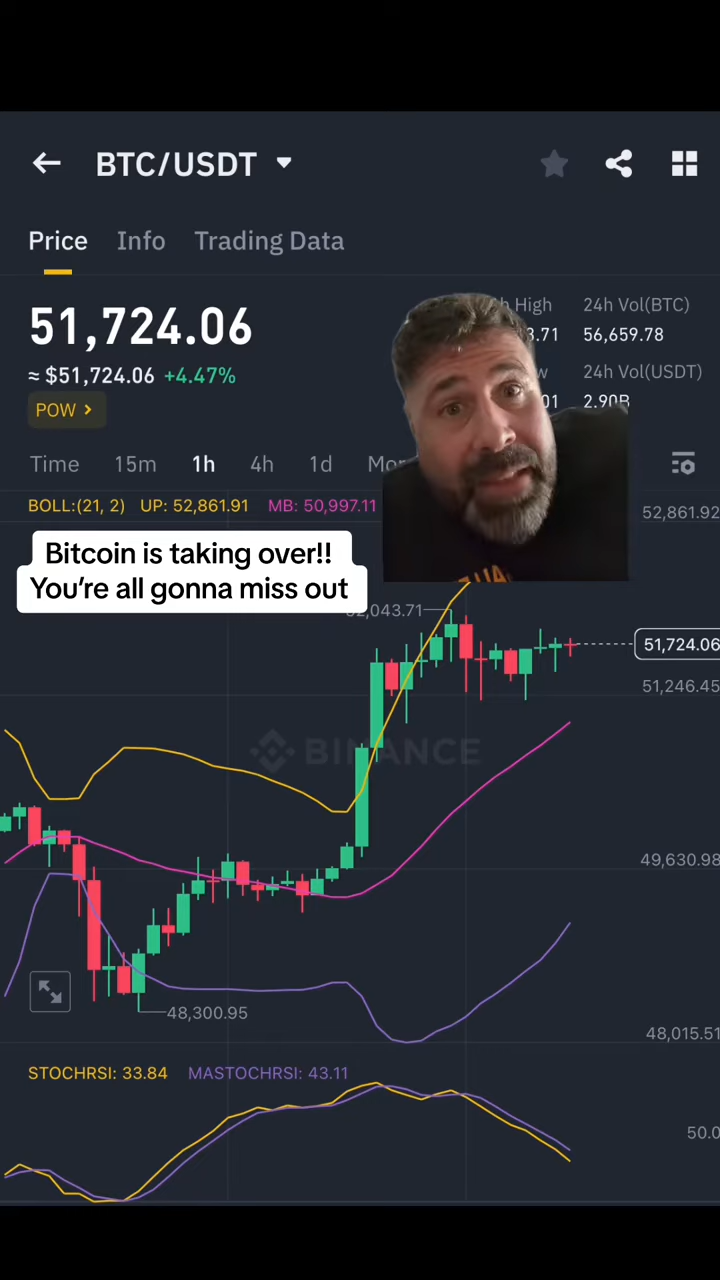 BTC/USDT
Price Info Trading Data
51,724.06
≈ $51,724.06 +4.47%
POW
High 24h Vol(BTC)
3.71 56,659.78
24h Vol(USDT)
01 2.90B
Time 15m 1h 4h 1d
BOLL:(21, 2) UP: 52,861.91 MB: 50,997.11
52,861.92
Bitcoin is taking over!!
You're all gonna miss out
52,043.71
51,724.06
51,246.45
BINANCE
49,630.98
48,300.95
48,015.51
STOCHRSI: 33.84 MASTOCHRSI: 43.11
50.0